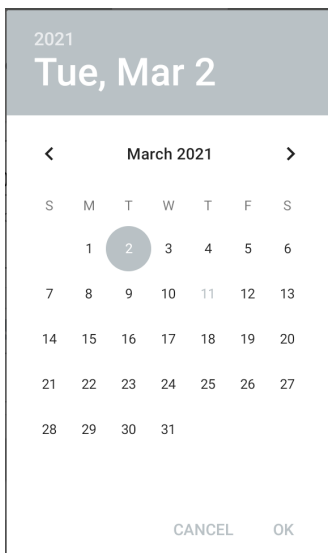 2021
Tue, Mar 2
March 2021
S M T W T F S
1 2 3 4 5 6
7 8 9 10 11 12 13
14 15 16 17 18 19 20
21 22 23 24 25 26 27
28 29 30 31
CANCEL OK